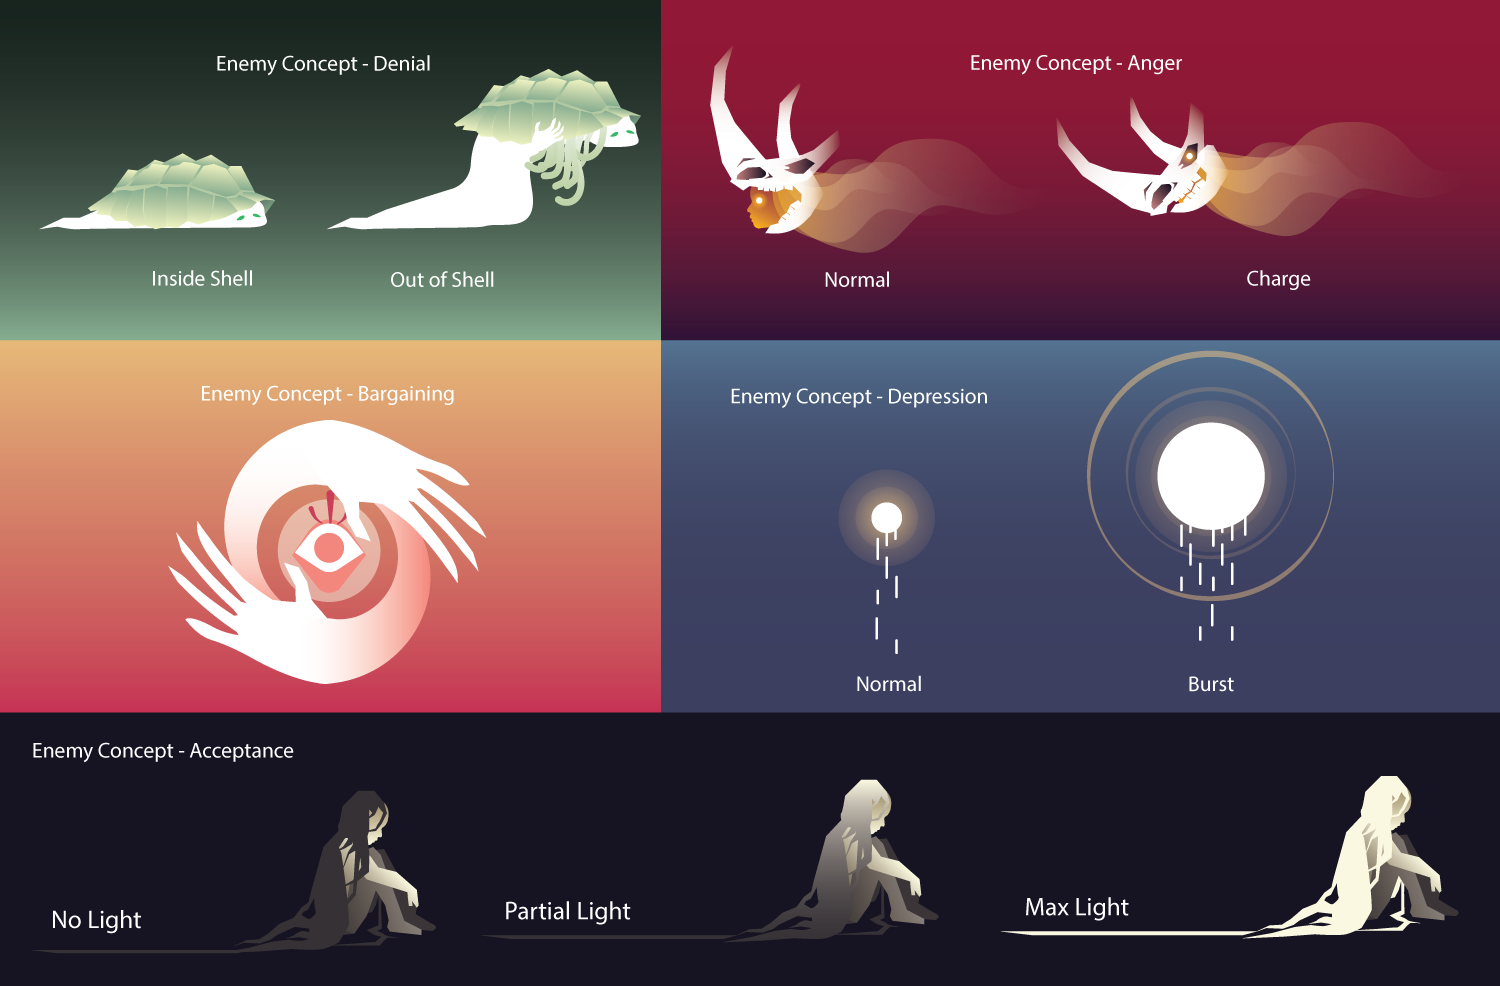 Enemy Concept - Denial
Inside Shell
Out of Shell
Enemy Concept - Anger
Normal
Charge
Enemy Concept - Bargaining
Enemy Concept - Depression
Normal
Burst
Enemy Concept - Acceptance
No Light
Partial Light
Max Light